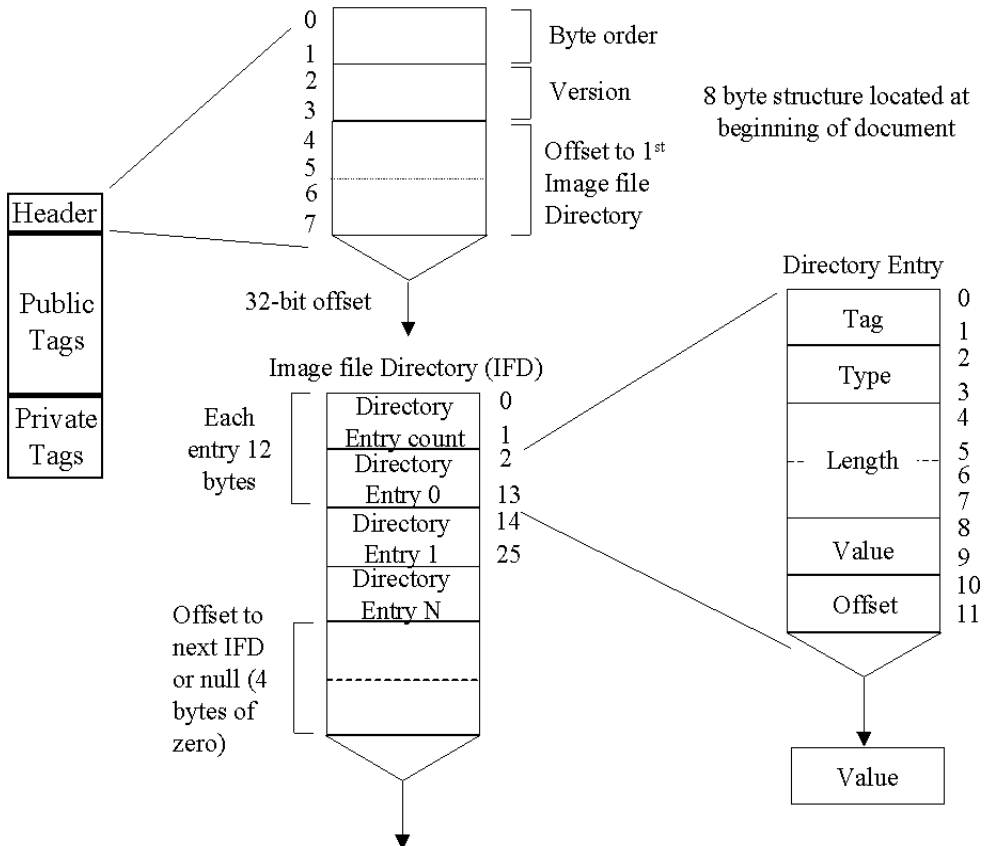 0
1
2
3
4
5
6
7
Byte order
Version
Offset to 1st
Image file
Directory
8 byte structure located at
beginning of document
Header
Public
Tags
Private
Tags
32-bit offset
Image file Directory (IFD)
Each
entry 12
bytes
Directory
Entry count
Directory
Entry 0
Directory
Entry 1
Directory
Entry N
0
1
2
13
14
25
Offset to
next IFD
or null (4
bytes of
zero)
Directory Entry
Tag
Type
Length
Value
Offset
0
1
2
3
4
5
6
7
8
9
10
11
Value